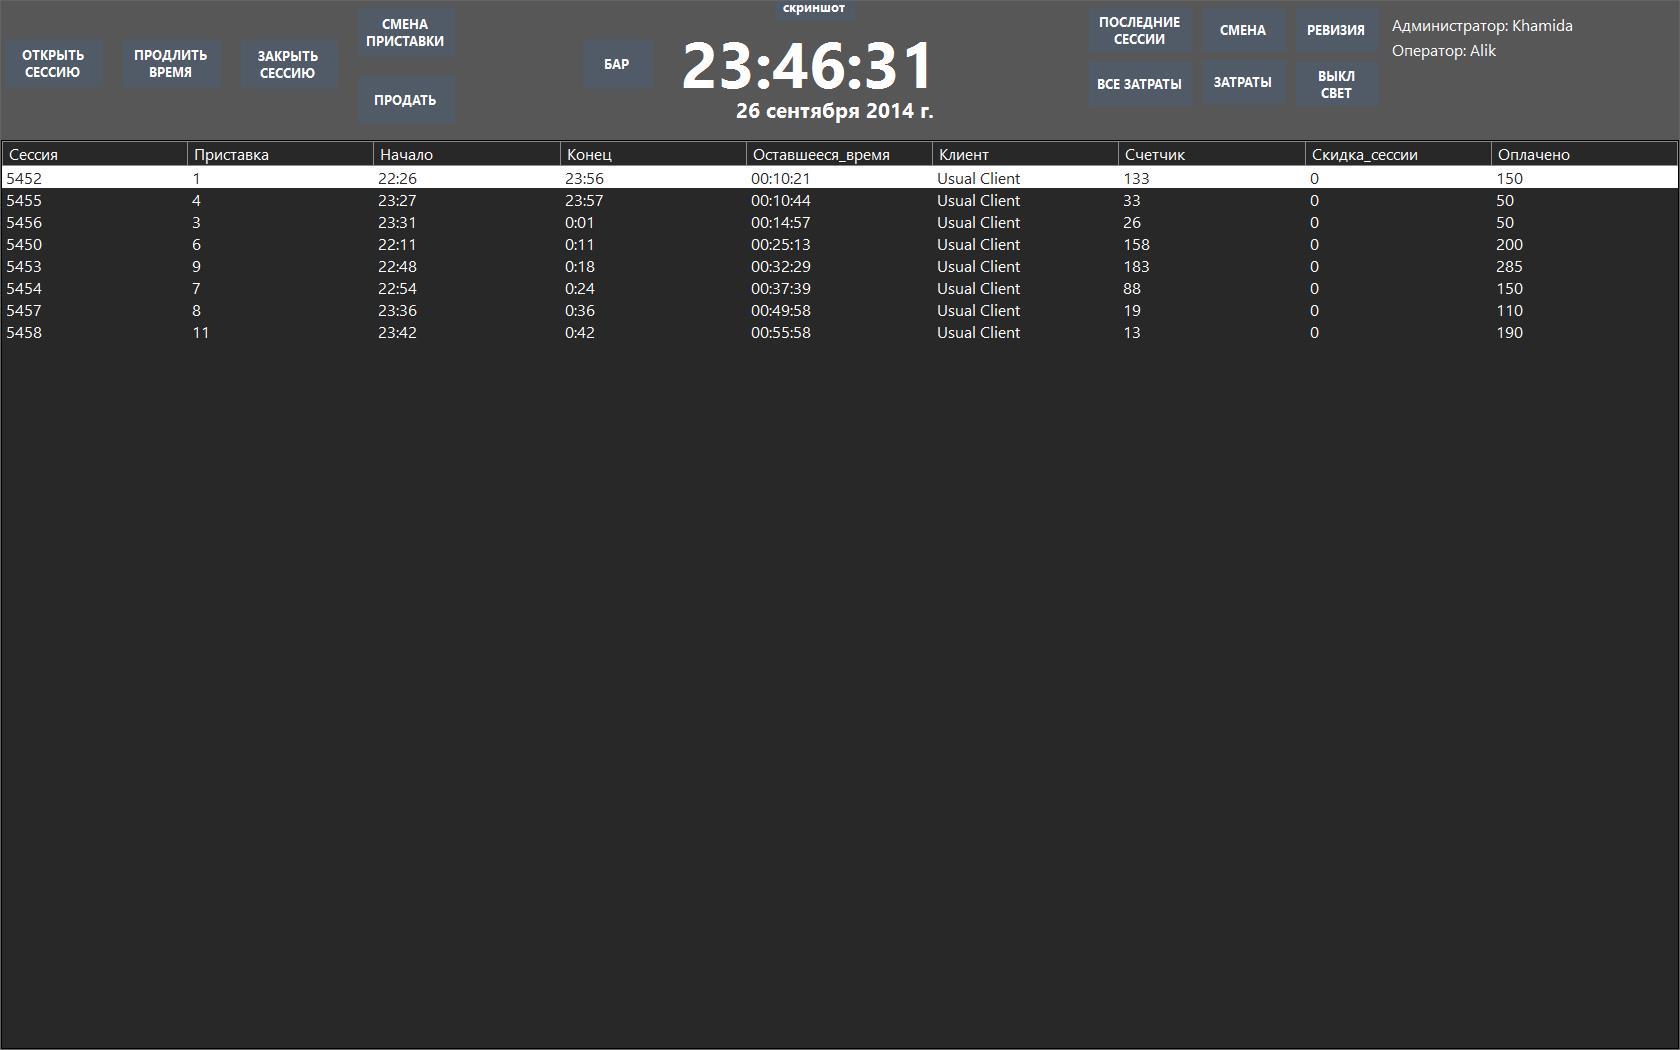 скриншот
ОТКРЫТЬ
СЕССИЮ
ПРОДЛИТЬ
ВРЕМЯ
ЗАКРЫТЬ
СЕССИЮ
СМЕНА
ПРИСТАВКИ
ПРОДАТЬ
БАР
23:46:31
26 сентября 2014 г.
ПОСЛЕДНИЕ
СЕССИИ
СМЕНА
РЕВИЗИЯ
ВСЕ ЗАТРАТЫ
ЗАТРАТЫ
ВЫКЛ
СВЕТ
Администратор: Khamida
Оператор: Alik
Сессия Приставка Начало Конец Оставшееся_время Клиент Счетчик Скидка_сессии Оплачено
5452 1 22:26 23:56 00:10:21 Usual Client 133 0 150
5455 4 23:27 23:57 00:10:44 Usual Client 33 0 50
5456 3 23:31 0:01 00:14:57 Usual Client 26 0 50
5450 6 22:11 0:11 00:25:13 Usual Client 158 0 200
5453 9 22:48 0:18 00:32:29 Usual Client 183 0 285
5454 7 22:54 0:24 00:37:39 Usual Client 88 0 150
5457 8 23:36 0:36 00:49:58 Usual Client 19 0 110
5458 11 23:42 0:42 00:55:58 Usual Client 13 0 190